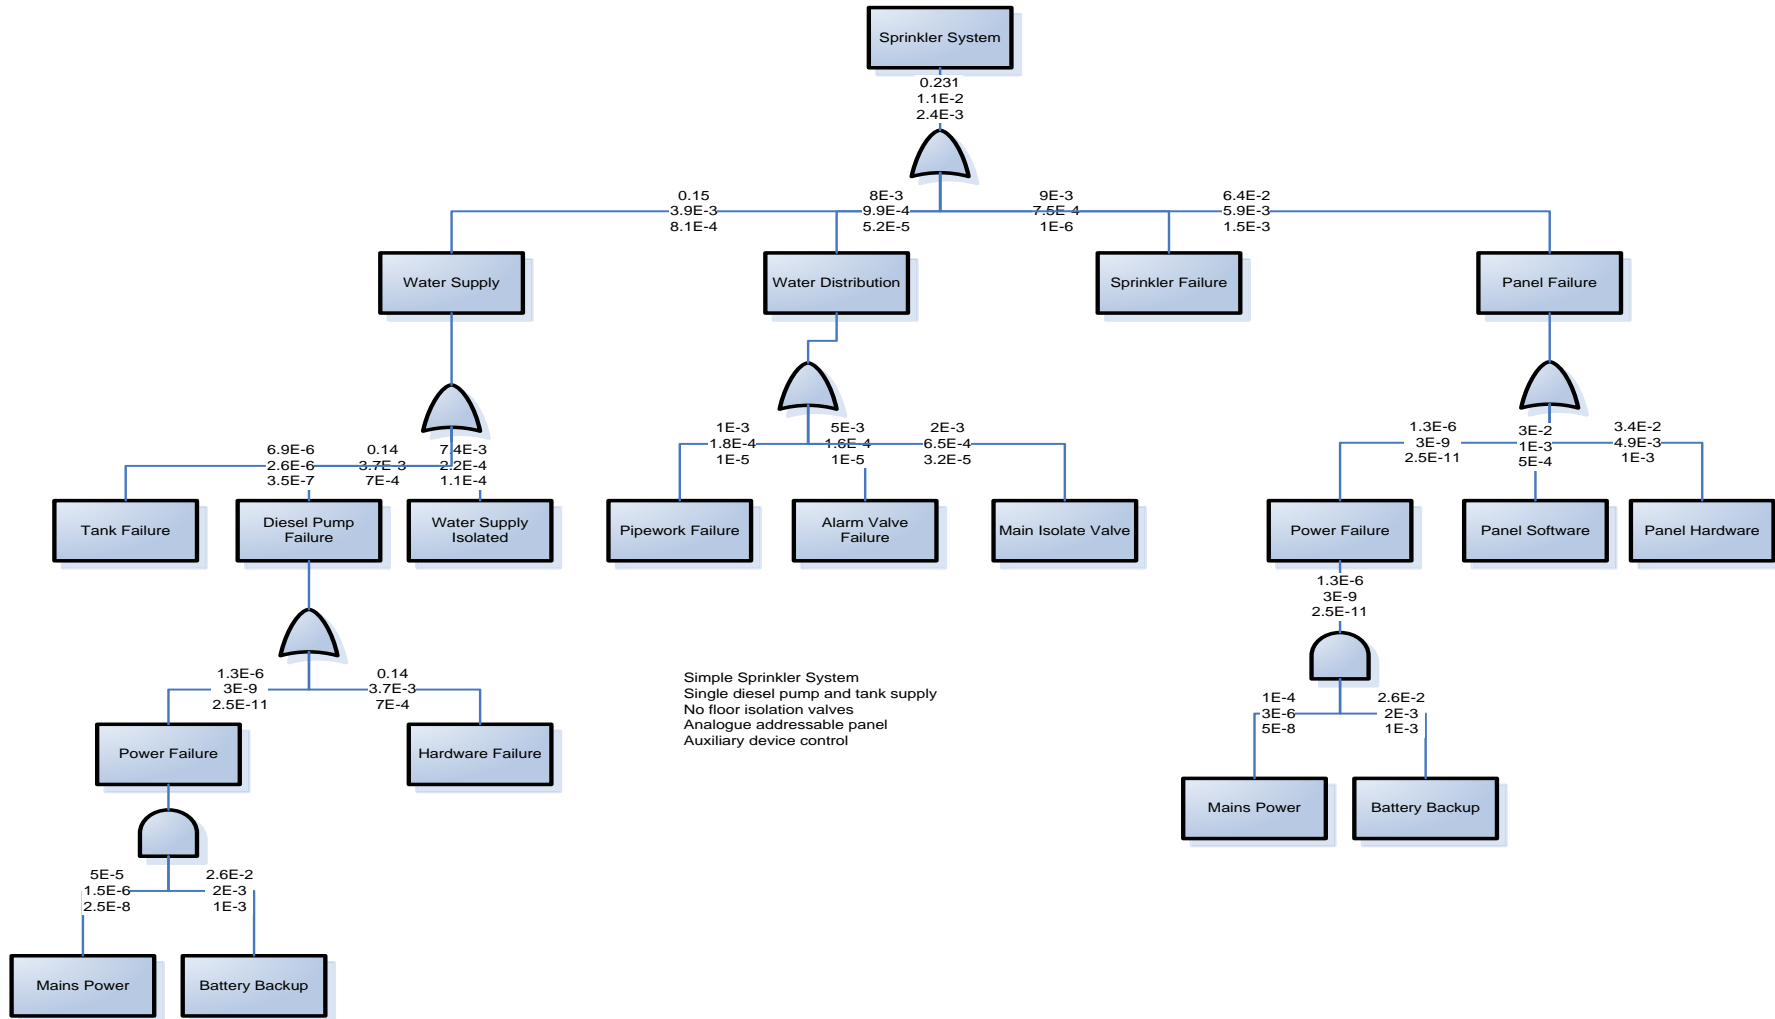 Sprinkler System
0.231
1.1E-2
2.4E-3
0.15
3.9E-3
8.1E-4
8E-3
9.9E-4
5.2E-5
9E-3
7.5E-4
1E-6
6.4E-2
5.9E-3
1.5E-3
Water Supply
Water Distribution
Sprinkler Failure
Panel Failure
6.9E-6
2.6E-6
3.5E-7
0.14
3.7E-3
7E-4
7.4E-3
2.2E-4
1.1E-4
1E-3
1.8E-4
1E-5
5E-3
1.6E-4
1E-5
2E-3
6.5E-4
3.2E-5
1.3E-6
3E-9
2.5E-11
3E-2
1E-3
5E-4
3.4E-2
4.9E-3
1E-3
Tank Failure
Diesel Pump
Failure
Water Supply
Isolated
Pipework Failure
Alarm Valve
Failure
Main Isolate Valve
Power Failure
Panel Software
Panel Hardware
1.3E-6
3E-9
2.5E-11
1.3E-6
3E-9
2.5E-11
0.14
3.7E-3
7E-4
Simple Sprinkler System
Single diesel pump and tank supply
No floor isolation valves
Analogue addressable panel
Auxiliary device control
1E-4
3E-6
5E-8
2.6E-2
2E-3
1E-3
Power Failure
Hardware Failure
Mains Power
Battery Backup
5E-5
1.5E-6
2.5E-8
2.6E-2
2E-3
1E-3
Mains Power
Battery Backup